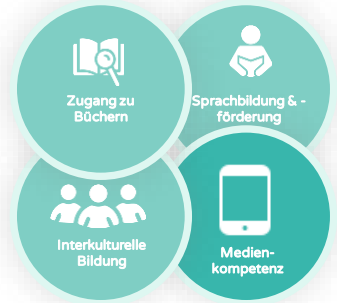 Zugang zu
Büchern
Sprachbildung & -
förderung
Interkulturelle
Bildung
Medien-
kompetenz